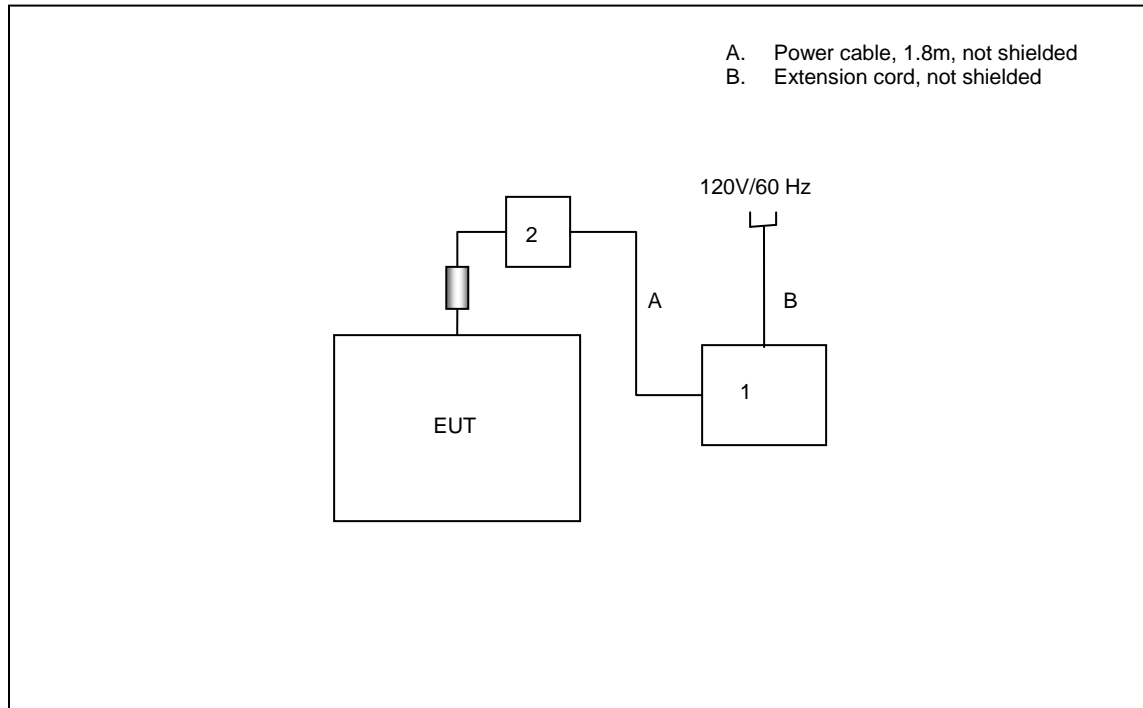 A. Power cable, 1.8m, not shielded
B. Extension cord, not shielded
120V/60 Hz
2
A
B
1
EUT